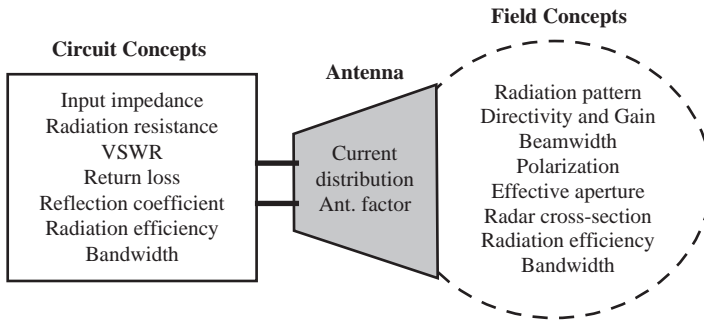 Field Concepts
Circuit Concepts
Antenna
Input impedance
Radiation resistance
VSWR
Return loss
Reflection coefficient
Radiation efficiency
Bandwidth
Current
distribution
Ant. factor
Radiation pattern
Directivity and Gain
Beamwidth
Polarization
Effective aperture
Radar cross-section
Radiation efficiency
Bandwidth